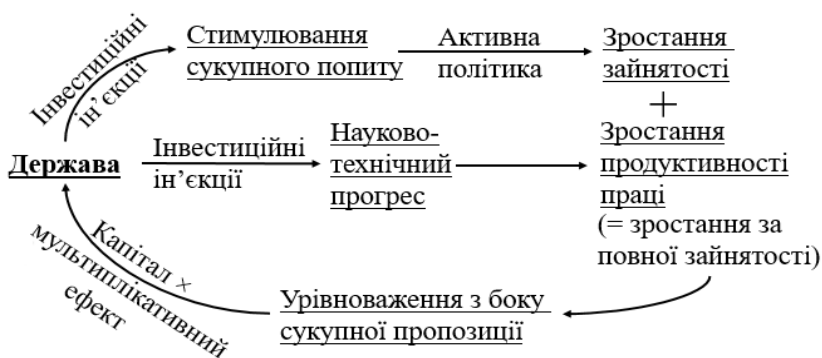 Інвестиційні
ін’єкції
Стимулювання
сукупного попиту
Активна
політика
Зростання
зайнятості
+
Держава
Інвестиційні
ін’єкції
Науково-
технічний
прогрес
Зростання
продуктивності
праці
(= зростання за
повної зайнятості)
Капітал ×
мультиплікативний
ефект
Урівноваження з боку
сукупної пропозиції